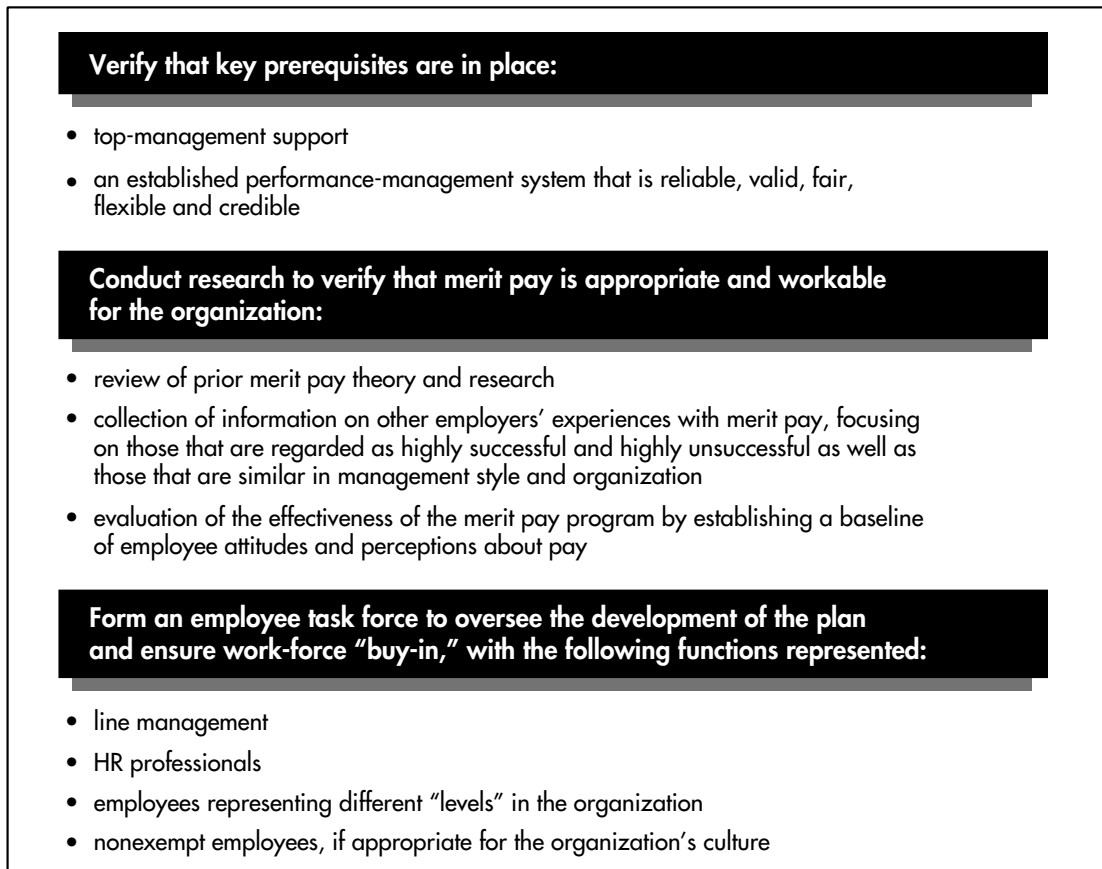 Verify that key prerequisites are in place:
• top-management support
• an established performance-management system that is reliable, valid, fair,
flexible and credible
Conduct research to verify that merit pay is appropriate and workable
for the organization:
• review of prior merit pay theory and research
• collection of information on other employers’ experiences with merit pay, focusing
on those that are regarded as highly successful and highly unsuccessful as well as
those that are similar in management style and organization
• evaluation of the effectiveness of the merit pay program by establishing a baseline
of employee attitudes and perceptions about pay
Form an employee task force to oversee the development of the plan
and ensure work-force “buy-in,” with the following functions represented:
• line management
• HR professionals
• employees representing different “levels” in the organization
• nonexempt employees, if appropriate for the organization’s culture